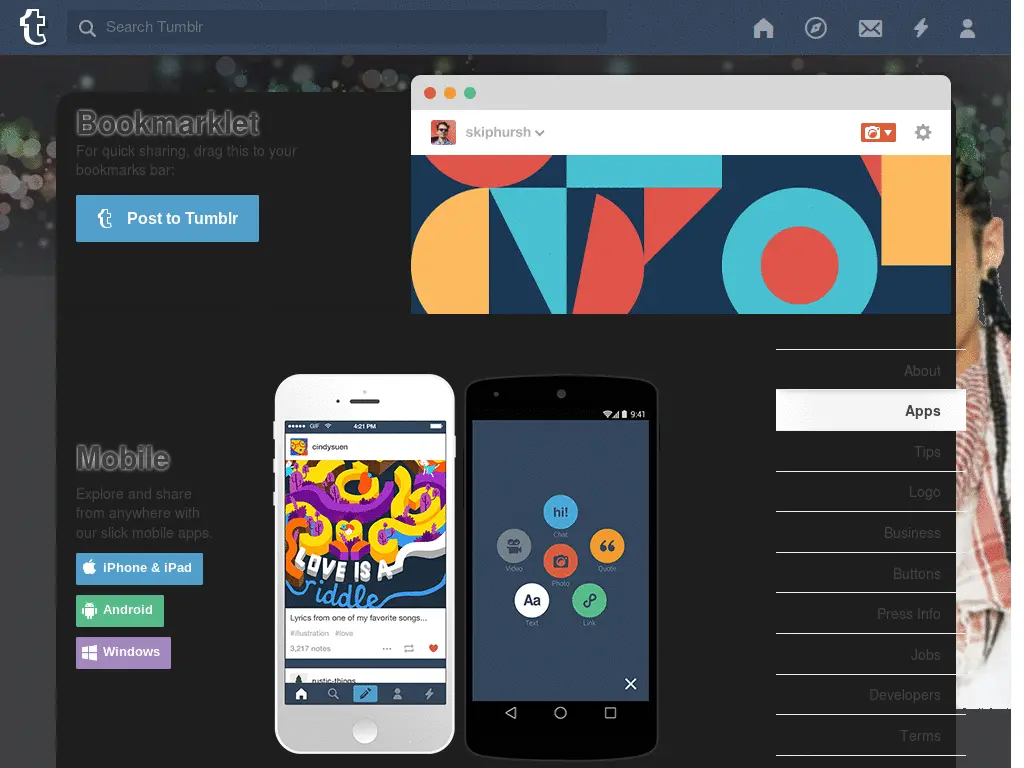 Search Tumblr
Bookmarklet
For quick sharing, drag this to your
bookmarks bar:
Post to Tumblr
skiphursh
Mobile
Explore and share
from anywhere with
our slick mobile apps.
iPhone & iPad
Android
Windows
GIF 4:21 PM
cindysuen
LOVE IS A
riddle
Lyrics from one of my favorite songs...
#illustration #love
3,217 notes
rustic-things
9:41
hi!
Chat
Video
Photo
Quote
Aa
Text
Link
About
Apps
Tips
Logo
Business
Buttons
Press Info
Jobs
Developers
Terms